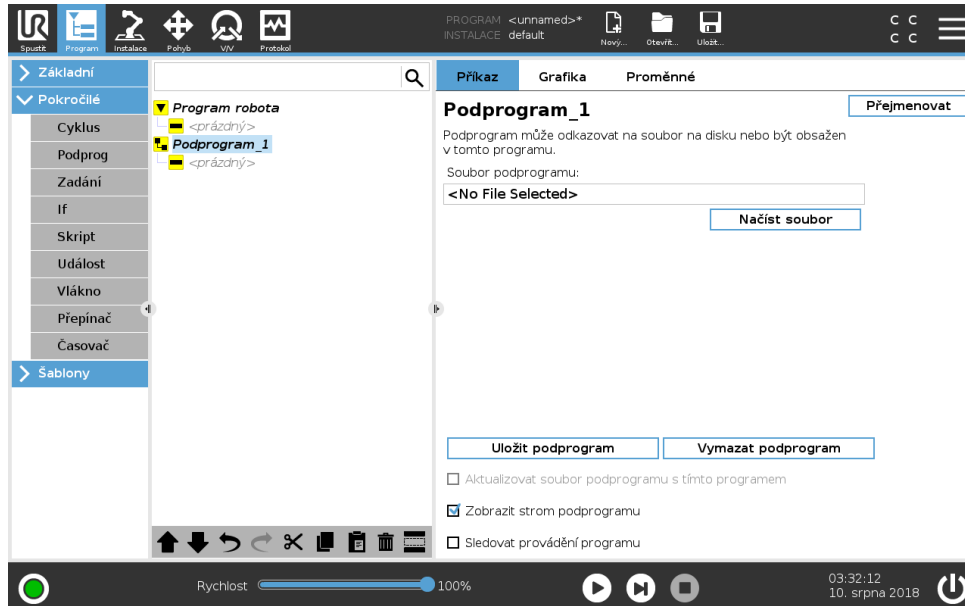 PROGRAM <unnamed>*
INSTALACE default
Spustit
Program
Instalace
Pohyb
V/V
Protokol
Nový...
Otevřít...
Uložit...
C C
C C
Základní
Pokročilé
Cyklus
Podprog
Zadání
If
Skript
Událost
Vlákno
Přepínač
Časovač
Šablony
Program robota
<prázdný>
Podprogram_1
<prázdný>
Příkaz
Grafika
Proměnné
Podprogram_1
Přejmenovat
Podprogram může odkazovat na soubor na disku nebo být obsažen
v tomto programu.
Soubor podprogramu:
<No File Selected>
Načíst soubor
Uložit podprogram
Vymazat podprogram
Aktualizovat soubor podprogramu s tímto programem
Zobrazit strom podprogramu
Sledovat provádění programu
Rychlost
100%
03:32:12
10. srpna 2018